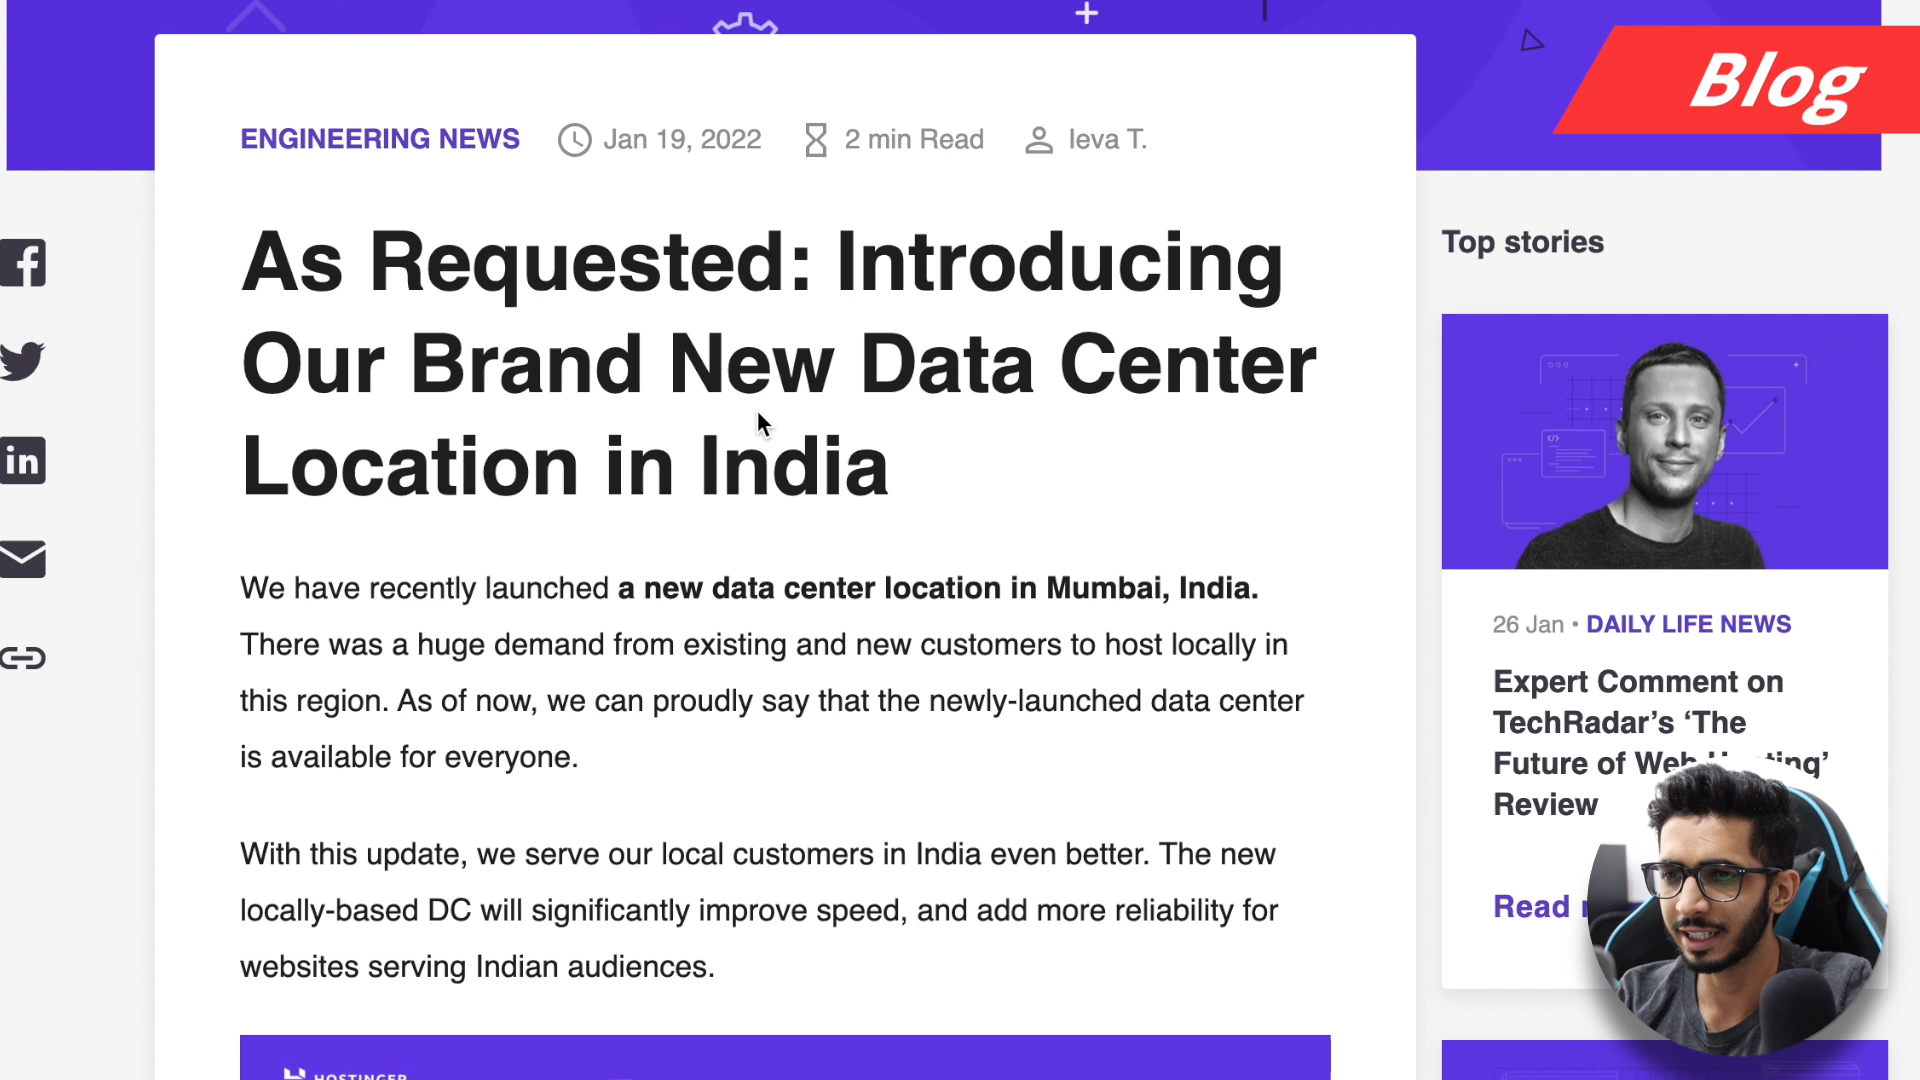 Blog
ENGINEERING NEWS Jan 19, 2022 2 min Read Ieva T.
As Requested: Introducing
Our Brand New Data Center
Location in India
We have recently launched a new data center location in Mumbai, India.
There was a huge demand from existing and new customers to host locally in
this region. As of now, we can proudly say that the newly-launched data center
is available for everyone.
With this update, we serve our local customers in India even better. The new
locally-based DC will significantly improve speed, and add more reliability for
websites serving Indian audiences.
HOSTINGER
Top stories
26 Jan • DAILY LIFE NEWS
Expert Comment on
TechRadar’s ‘The
Future of
Review
Read